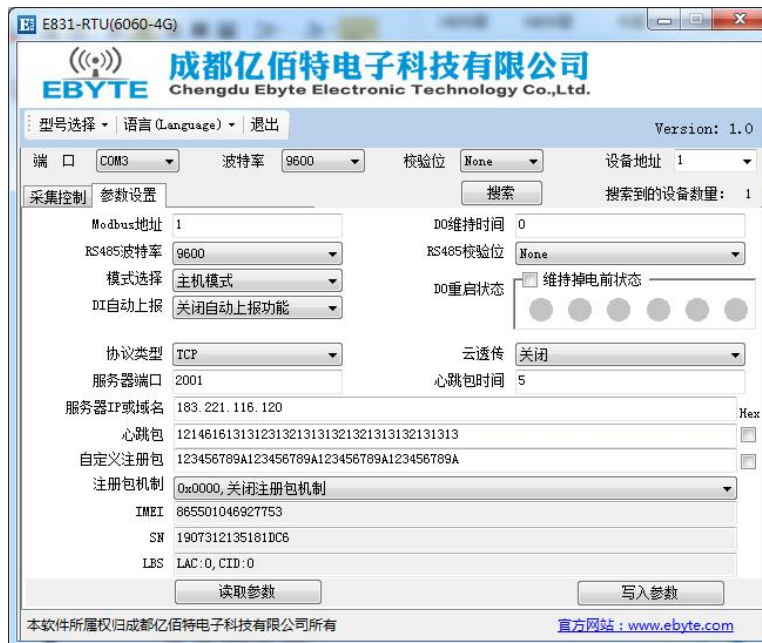 E831-RTU(6060-4G)
EBYTE
成都亿佰特电子科技有限公司
Chengdu Ebyte Electronic Technology Co.,Ltd.
型号选择 语言(Language) 退出
Version: 1.0
端 口 COM3 波特率 9600 校验位 None 设备地址 1
采集控制 参数设置 搜索 搜索到的设备数量: 1
Modbus地址 1 DO维持时间 0
RS485波特率 9600 RS485校验位 None
模式选择 主机模式 DO重启状态 维持掉电前状态
DI自动上报 关闭自动上报功能
协议类型 TCP 云透传 关闭
服务器端口 2001 心跳包时间 5
服务器IP或域名 183.221.116.120 Hex
心跳包 12146161313123132131313213213131321313​13
自定义注册包 123456789A123456789A123456789A123456789A
注册包机制 0x0000,关闭注册包机制
IMEI 865501046927753
SN 1907312135181DC6
LBS LAC:0,CID:0
读取参数 写入参数
本软件所属权归成都亿佰特电子科技有限公司所有 官方网站：www.ebyte.com